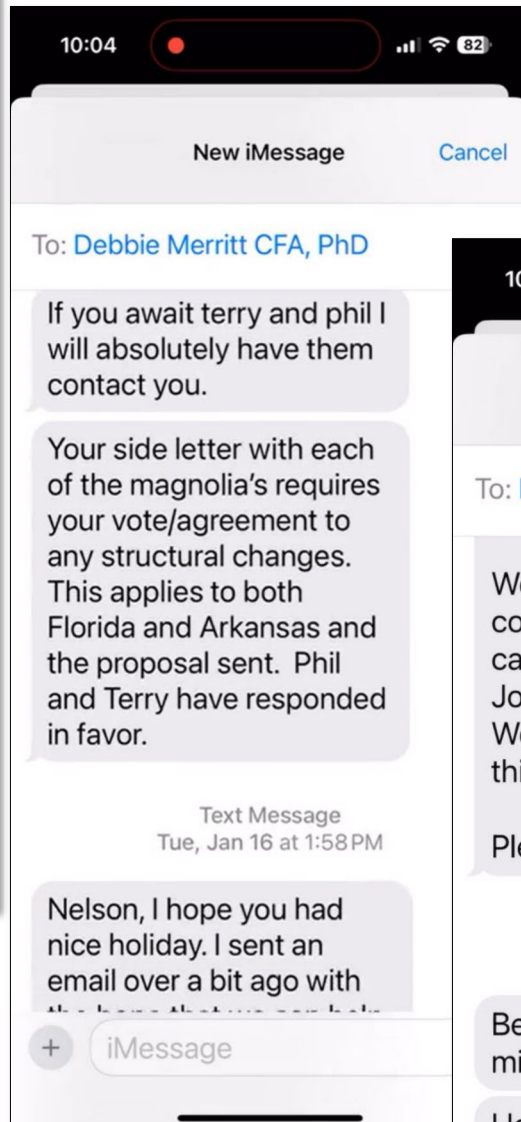 10:04
82
New iMessage
Cancel
To: Debbie Merritt CFA, PhD
If you await terry and phil I
will absolutely have them
contact you.
Your side letter with each
of the magnolia's requires
your vote/agreement to
any structural changes.
This applies to both
Florida and Arkansas and
the proposal sent. Phil
and Terry have responded
in favor.
Text Message
Tue, Jan 16 at 1:58 PM
Nelson, I hope you had
nice holiday. I sent an
email over a bit ago with
+ iMessage
To: